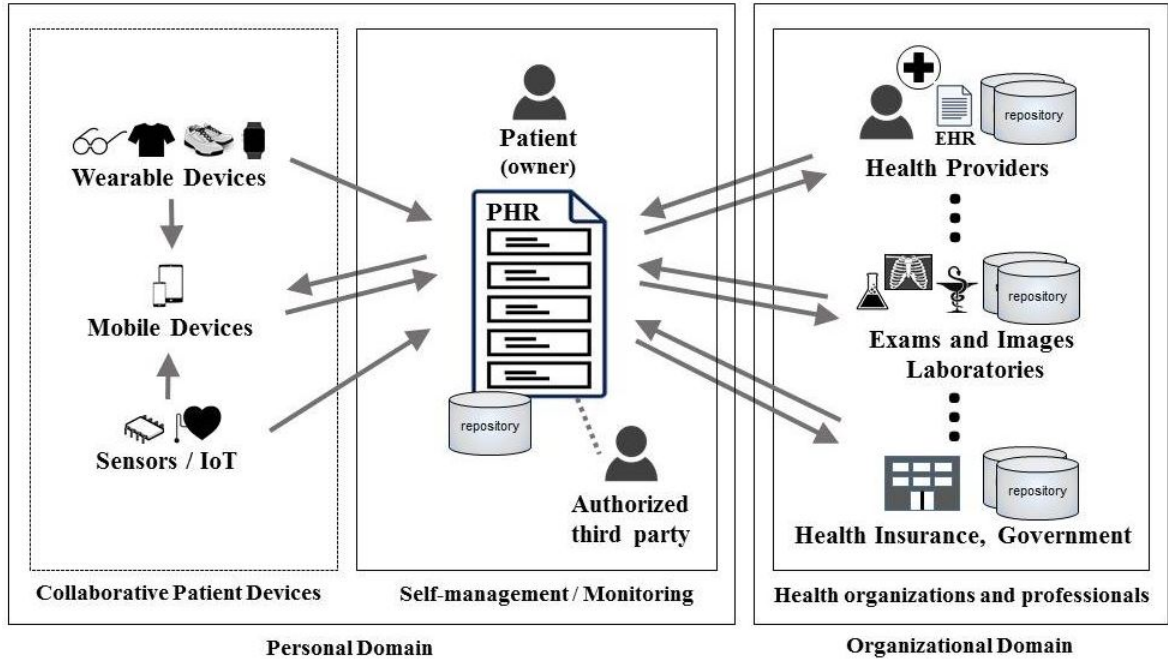 Wearable Devices
Mobile Devices
Sensors / IoT
Collaborative Patient Devices
Patient
(owner)
PHR
repository
Authorized
third party
Self-management / Monitoring
Personal Domain
EHR
repository
Health Providers
repository
Exams and Images
Laboratories
repository
Health Insurance, Government
Health organizations and professionals
Organizational Domain